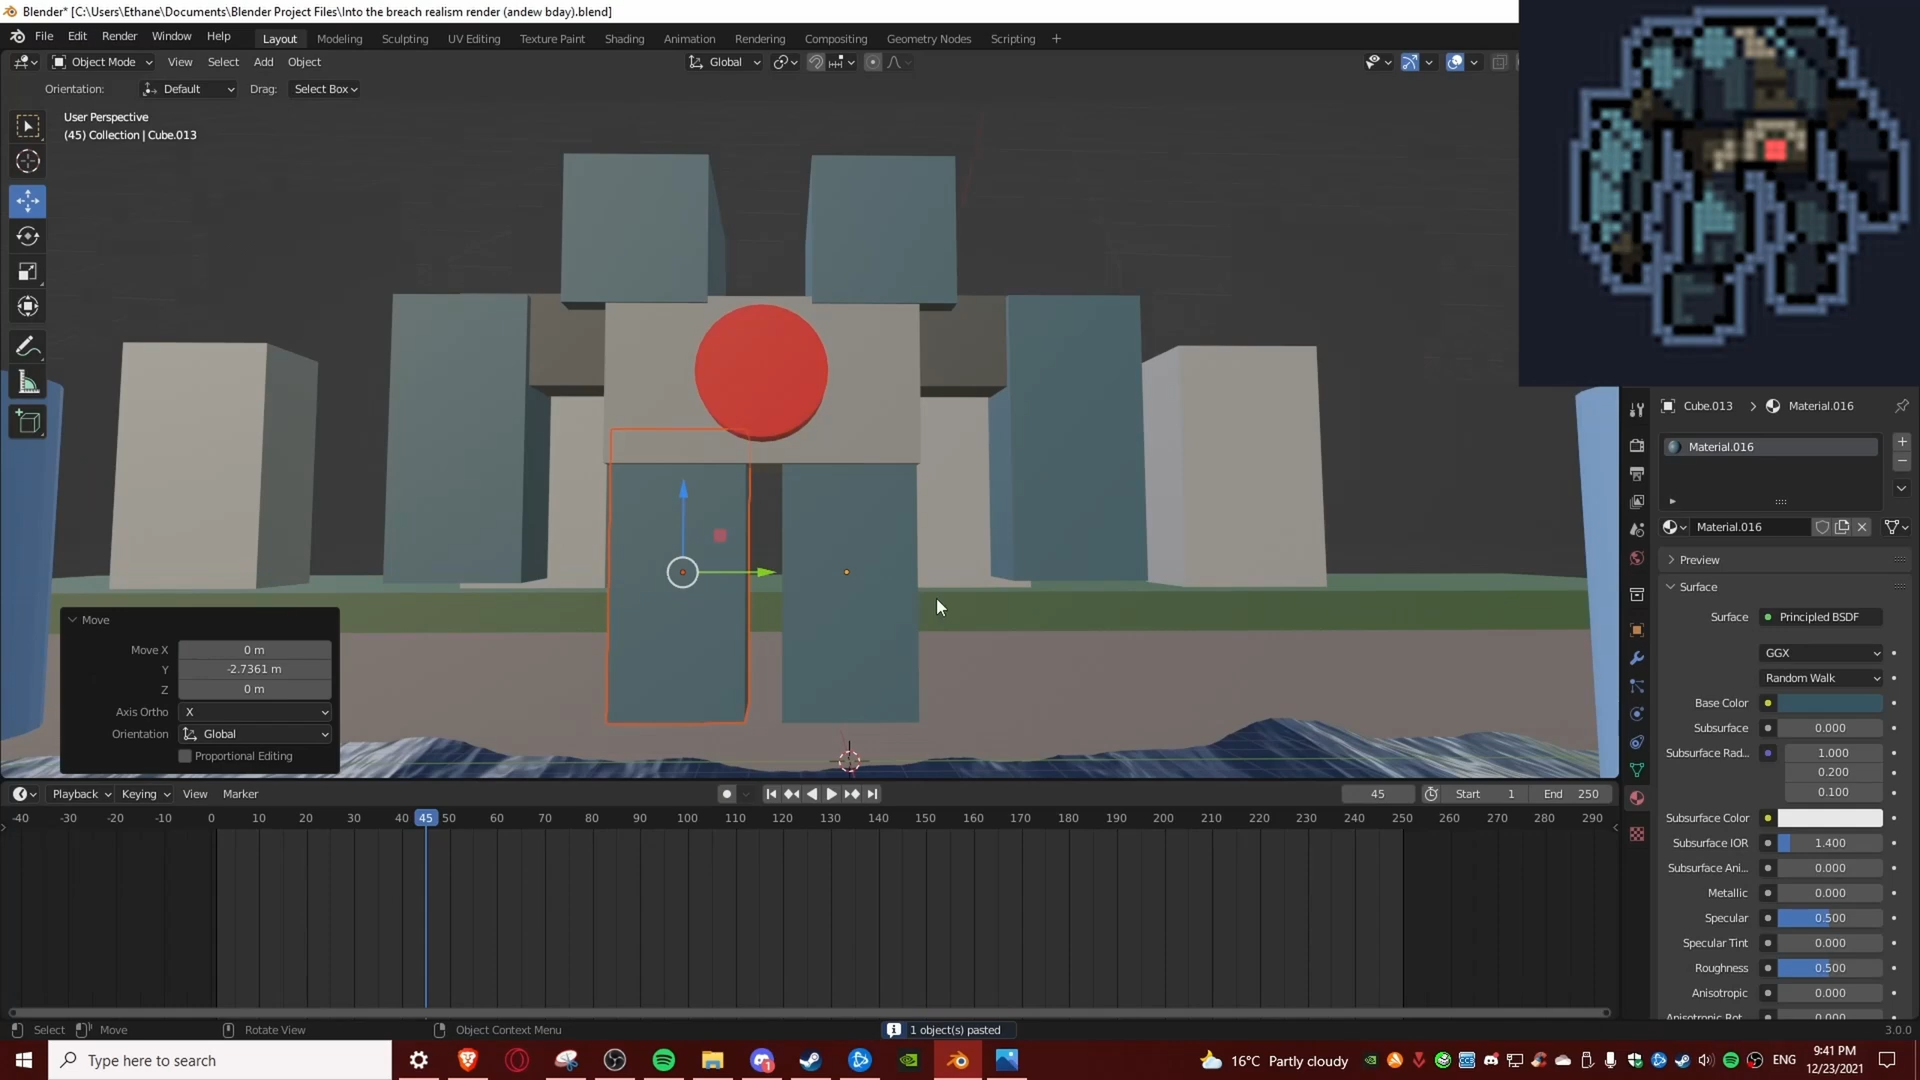 Blender* [C:\Users\Ethane\Documents\Blender Project Files\Into the breach realism render (andew bday).blend]
File Edit Render Window Help
Layout Modeling Sculpting UV Editing Texture Paint Shading Animation Rendering Compositing Geometry Nodes Scripting +
Object Mode View Select Add Object
Global
Orientation: Default Drag: Select Box
User Perspective
(45) Collection | Cube.013
Cube.013 > Material.016
Material.016
Material.016
Preview
Surface
Surface Principled BSDF
GGX
Random Walk
Base Color
Subsurface 0.000
Subsurface Rad... 1.000
0.200
0.100
Subsurface Color
Subsurface IOR 1.400
Subsurface Ani... 0.000
Metallic 0.000
Specular 0.500
Specular Tint 0.000
Roughness 0.500
Anisotropic 0.000
Anisotropic Rot... 0.000
Move
Move X 0 m
Y -2.7361 m
Z 0 m
Axis Ortho X
Orientation Global
Proportional Editing
Playback Keying View Marker
45 Start 1 End 250
-40 -30 -20 -10 0 10 20 30 40 45 50 60 70 80 90 100 110 120 130 140 150 160 170 180 190 200 210 220 230 240 250 260 270 280 290
Select Move Rotate View Object Context Menu 1 object(s) pasted 3.0.0
Type here to search
16°C Partly cloudy
ENG
9:41 PM
12/23/2021